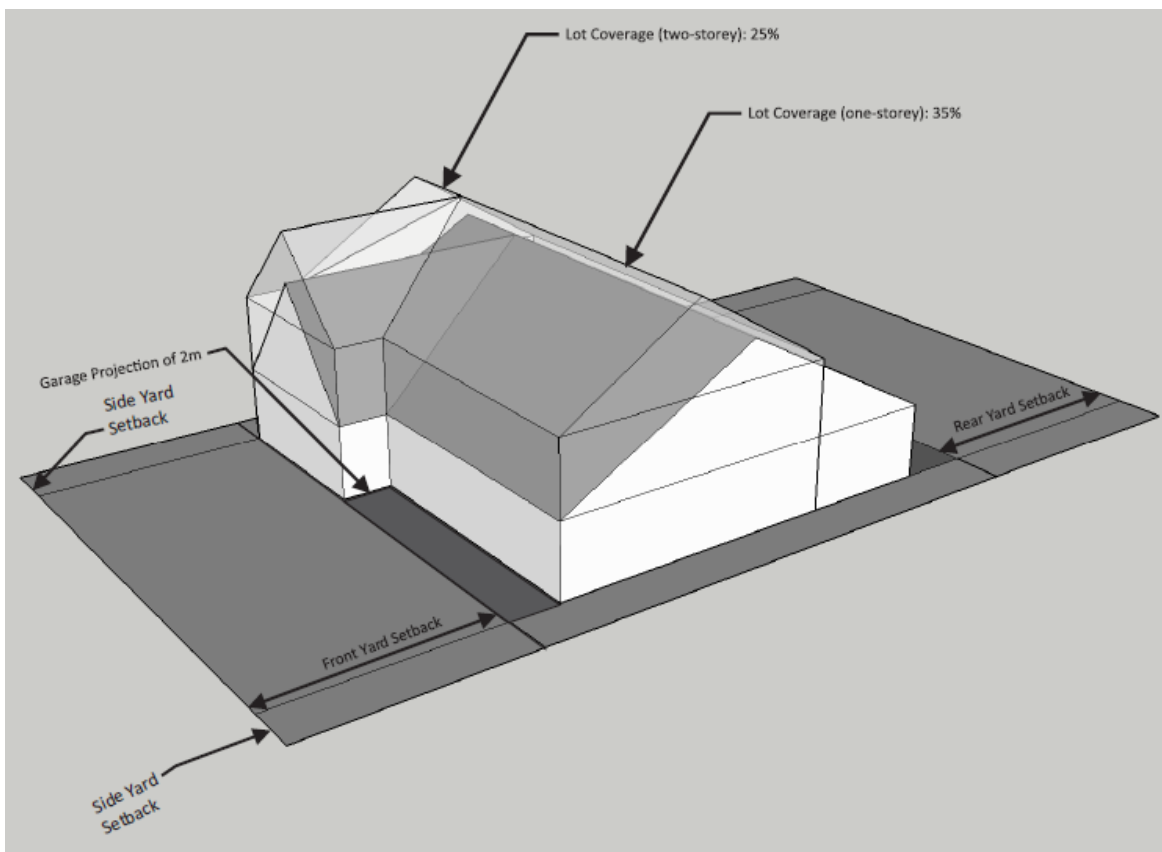 Lot Coverage (two-storey): 25%
Lot Coverage (one-storey): 35%
Garage Projection of 2m
Side Yard
Setback
Rear Yard Setback
Front Yard Setback
Side Yard
Setback